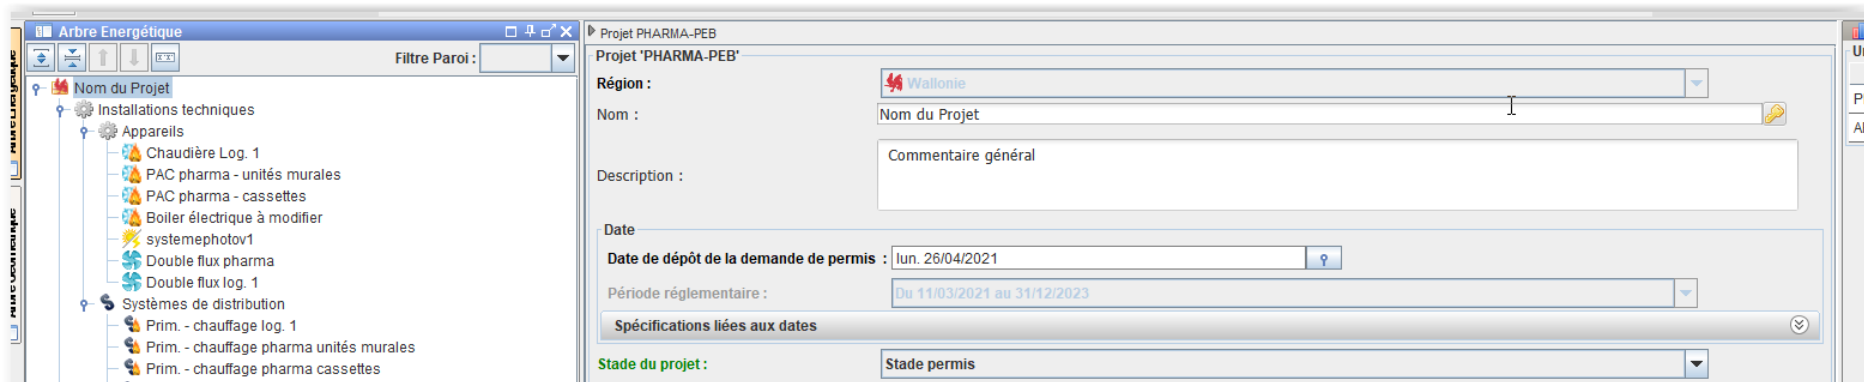 Arbre Energétique
Filtre Paroi :
Nom du Projet
Installations techniques
Appareils
Chaudière Log. 1
PAC pharma - unités murales
PAC pharma - cassettes
Boiler électrique à modifier
systemephotov1
Double flux pharma
Double flux log. 1
Systèmes de distribution
Prim. - chauffage log. 1
Prim. - chauffage pharma unités murales
Prim. - chauffage pharma cassettes
Projet PHARMA-PEB
Projet 'PHARMA-PEB'
Région :
Wallonie
Nom :
Nom du Projet
Description :
Commentaire général
Date
Date de dépôt de la demande de permis : lun. 26/04/2021
Période réglementaire :
Du 11/03/2021 au 31/12/2023
Spécifications liées aux dates
Stade du projet :
Stade permis